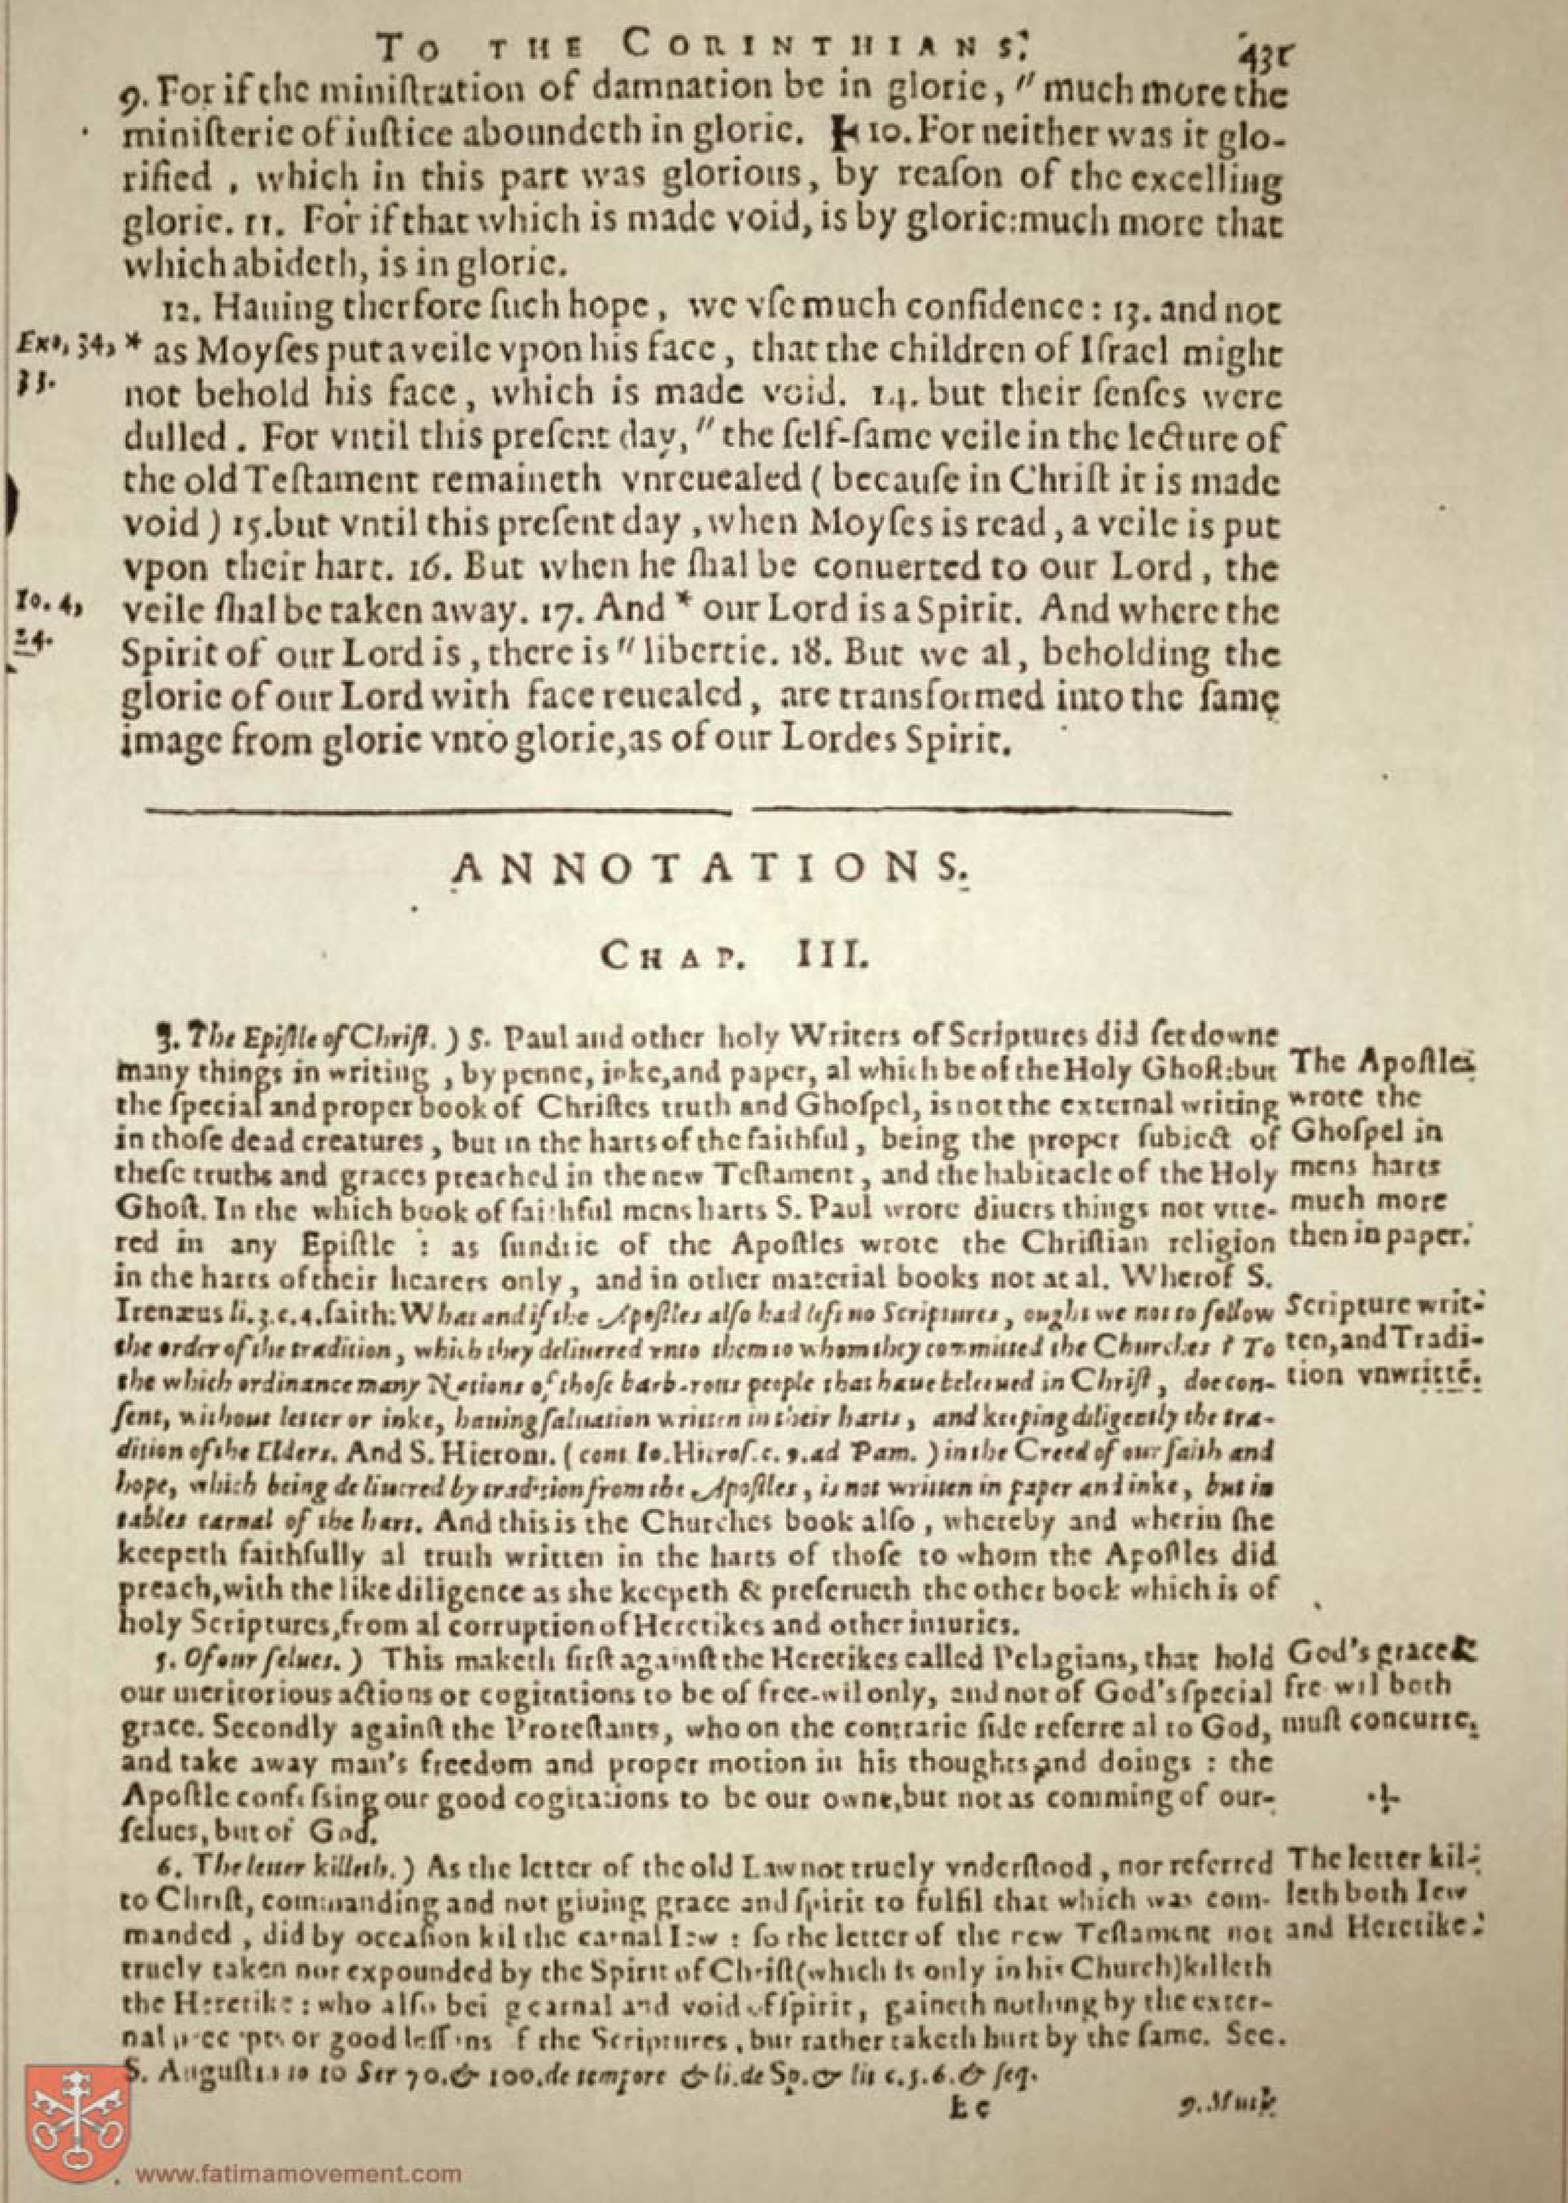 TO THE CORINTHIANS. 431
9. For if the miniſtration of damnation be in glorie, " much more the
miniſterie of iuſtice aboundeth in glorie. 10. For neither was it glo-
rified, which in this part was glorious, by reaſon of the excelling
glorie. 11. For if that which is made void, is by glorie: much more that
which abideth, is in glorie.
12. Hauing therfore ſuch hope, we vſe much confidence: 13. and not
Exo, 34, * as Moyſes put a veile vpon his face, that the children of Iſrael might
33. not behold his face, which is made void. 14. but their ſenſes were
dulled. For vntil this preſent day, " the ſelf-ſame veile in the lecture of
the old Teſtament remaineth vnreuealed (becauſe in Chriſt it is made
void) 15. but vntil this preſent day, when Moyſes is read, a veile is put
vpon their hart. 16. But when he ſhal be conuerted to our Lord, the
Io. 4, veile ſhal be taken away. 17. And * our Lord is a Spirit. And where the
24. Spirit of our Lord is, there is " libertie. 18. But we al, beholding the
glorie of our Lord with face reuealed, are transformed into the ſame
image from glorie vnto glorie, as of our Lordes Spirit.
ANNOTATIONS.
CHAP. III.
3. The Epiſtle of Chriſt.) S. Paul and other holy Writers of Scriptures did ſet downe
many things in writing, by penne, inke, and paper, al which be of the Holy Ghoſt: but The Apoſtles
the ſpecial and proper book of Chriſtes truth and Ghoſpel, is not the external writing wrote the
in thoſe dead creatures, but in the harts of the faithful, being the proper ſubiect of Ghoſpel in
theſe truths and graces preached in the new Teſtament, and the habitacle of the Holy mens harts
Ghoſt. In the which book of faithful mens harts S. Paul wrote diuers things not vtte- much more
red in any Epiſtle: as ſundrie of the Apoſtles wrote the Chriſtian religion then in paper.
in the harts of their hearers only, and in other material books not at al. Wherof S.
Irenæus li. 3. c. 4. ſaith: What and if the Apoſtles alſo had left no Scriptures, ought we not to follow Scripture writ-
the order of the tradition, which they deliuered vnto them to whom they committed the Churches? To ten, and Tradi-
the which ordinance many Nations of thoſe barbarous people that haue beleeued in Chriſt, doe con- tion vnwrittē.
ſent, without letter or inke, hauing ſaluation written in their harts, and keeping diligently the tra-
dition of the Elders. And S. Hierom. (cont. Io. Hieroſ. c. 9. ad Pam.) in the Creed of our faith and
hope, which being deliuered by tradition from the Apoſtles, is not written in paper and inke, but in
tables carnal of the hart. And this is the Churches book alſo, whereby and wherin ſhe
keepeth faithfully al truth written in the harts of thoſe to whom the Apoſtles did
preach, with the like diligence as she keepeth & preſerueth the other book which is of
holy Scriptures, from al corruption of Heretikes and other iniuries.
5. Of our ſelues.) This maketh firſt againſt the Heretikes called Pelagians, that hold God's grace &
our meritorious actions or cogitations to be of free-wil only, and not of God's ſpecial fre wil both
grace. Secondly againſt the Proteſtants, who on the contrarie ſide referre al to God, muſt concurre.
and take away man's freedom and proper motion in his thoughts and doings: the
Apoſtle confeſsing our good cogitations to be our owne, but not as comming of our-
ſelues, but of God.
6. The letter killeth.) As the letter of the old Law not truely vnderſtood, nor referred The letter kil-
to Chriſt, commanding and not giuing grace and ſpirit to fulfil that which was com- leth both Iew
manded, did by occaſion kil the carnal Iew: ſo the letter of the new Teſtament not and Heretike.
truely taken nor expounded by the Spirit of Chriſt (which is only in his Church) killeth
the Heretike: who alſo being carnal and void of ſpirit, gaineth nothing by the exter-
nal precepts or good leſſons of the Scriptures, but rather taketh hurt by the ſame. See.
S. Auguſtin to 10 Ser 70. & 100. de tempore & li. de Sp. & lit c. 5. 6. & ſeq.
Ee 9. Much
www.fatimamovement.com